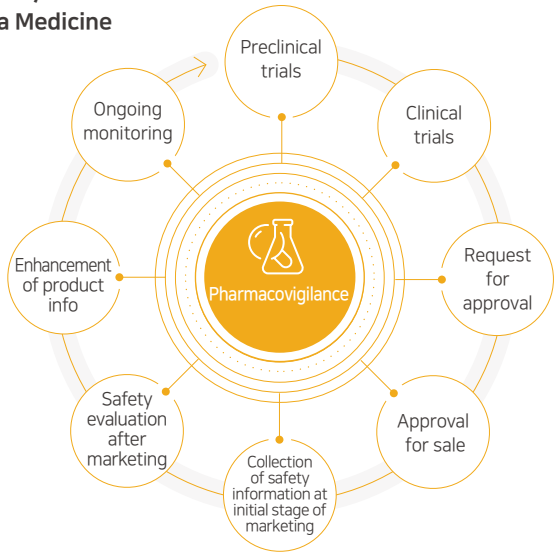 a Medicine
Preclinical
trials
Clinical
trials
Request
for
approval
Approval
for sale
Collection
of safety
information at
initial stage of
marketing
Safety
evaluation
after
marketing
Enhancement
of product
info
Ongoing
monitoring
Pharmacovigilance